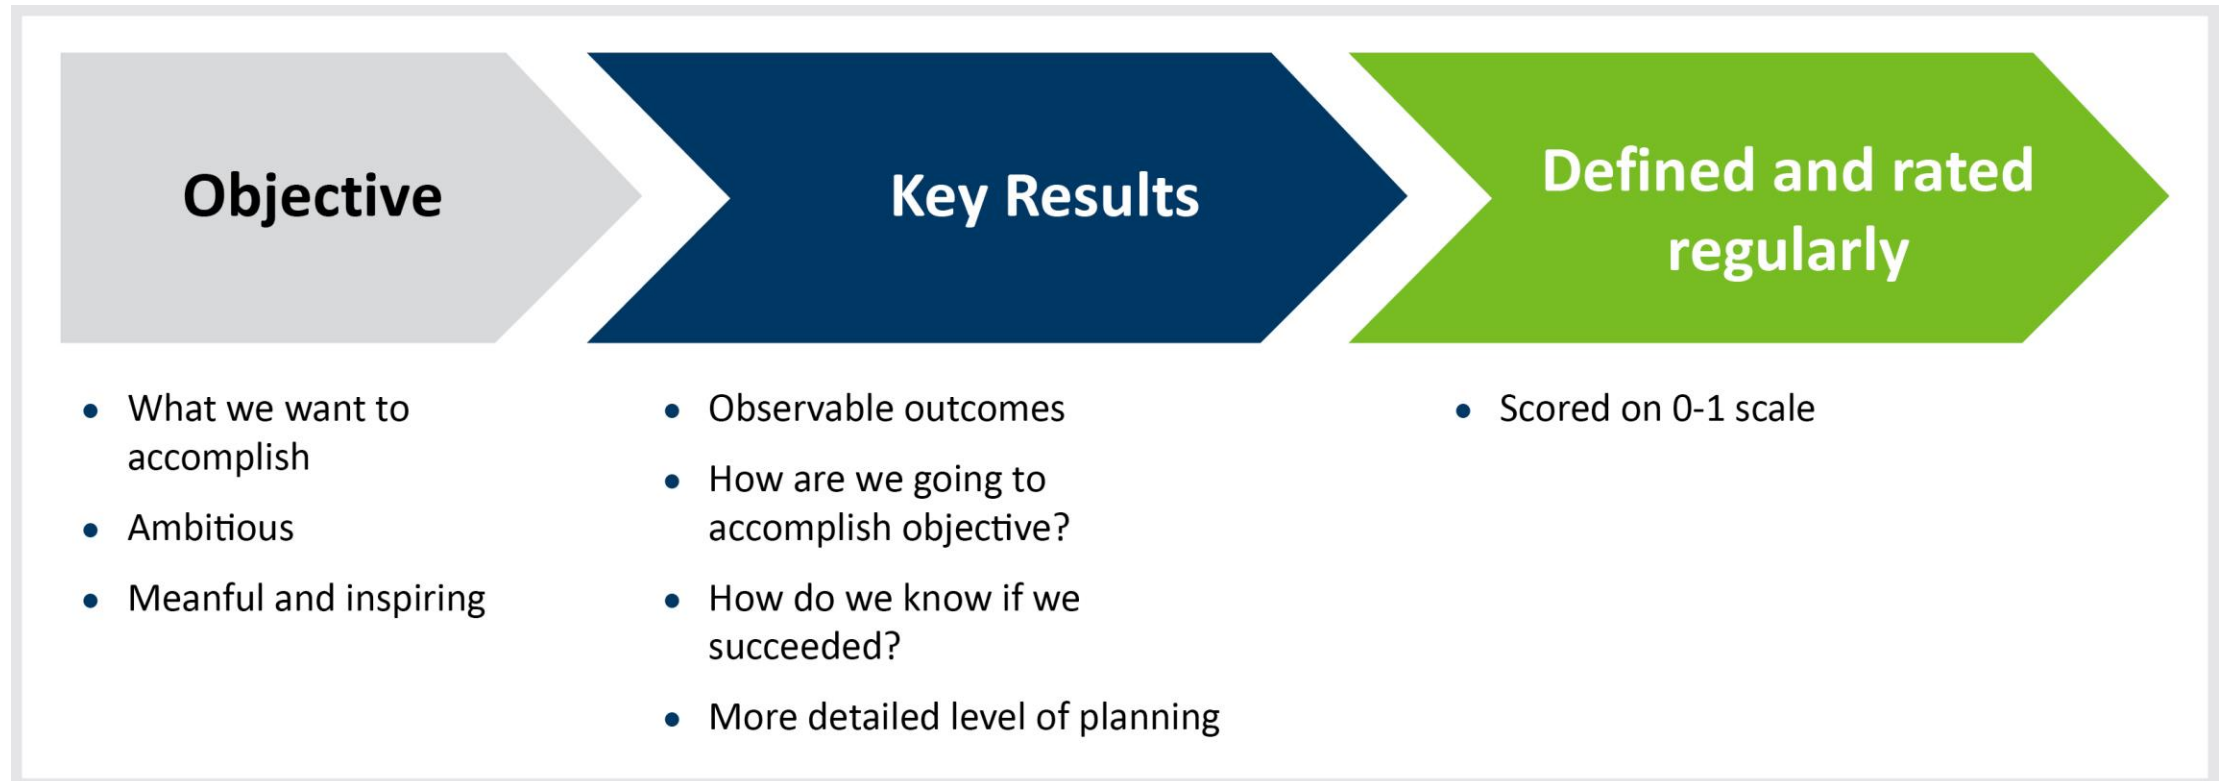 Objective
Key Results
Defined and rated
regularly
• What we want to
accomplish
• Ambitious
• Meanful and inspiring
• Observable outcomes
• How are we going to
accomplish objective?
• How do we know if we
succeeded?
• More detailed level of planning
• Scored on 0-1 scale